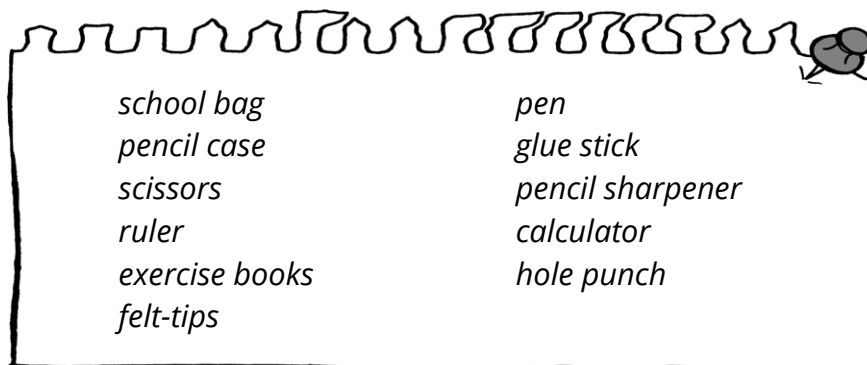 school bag
pencil case
scissors
ruler
exercise books
felt-tips
pen
glue stick
pencil sharpener
calculator
hole punch